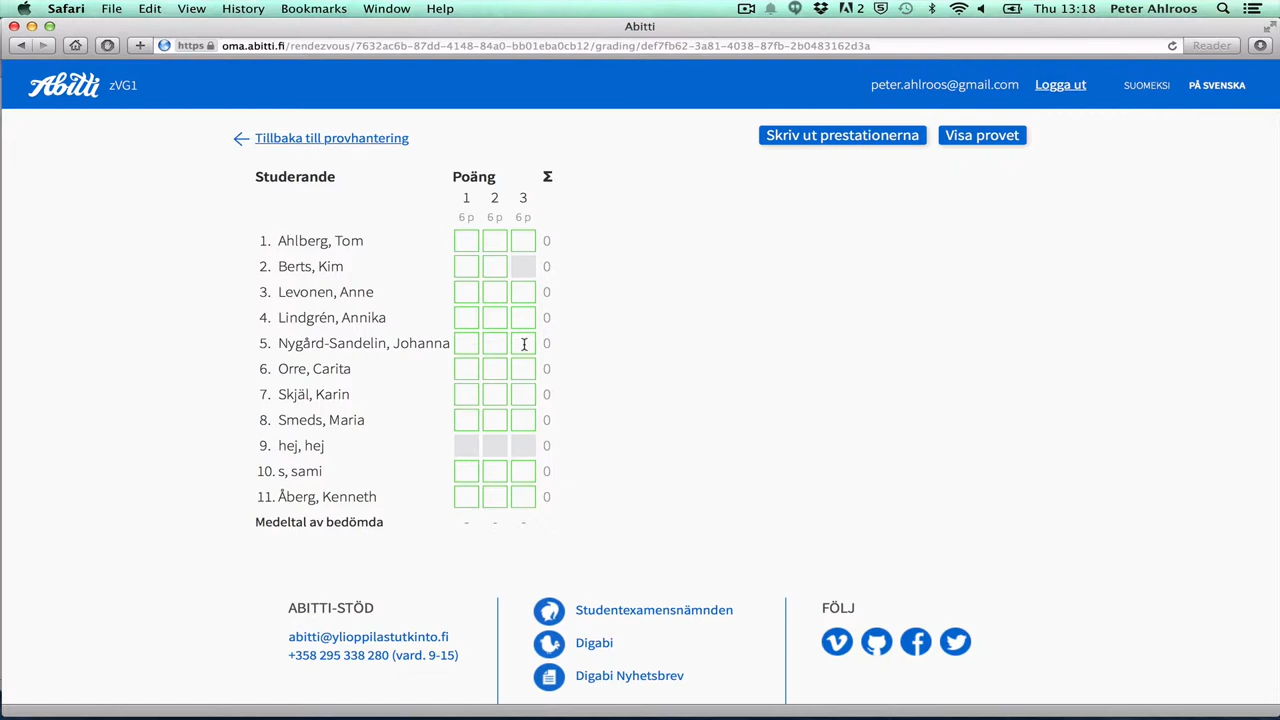 Safari File Edit View History Bookmarks Window Help 2 5 Thu 13:18 Peter Ahlroos
Abitti
https oma.abitti.fi/rendezvous/7632ac6b-87dd-4148-84a0-bb01eba0cb12/grading/def7fb62-3a81-4038-87fb-2b0483162d3a Reader
Abitti zVG1 peter.ahlroos@gmail.com Logga ut SUOMEKSI PÅ SVENSKA
Tillbaka till provhantering Skriv ut prestationerna Visa provet
Studerande Poäng Σ
1 2 3
6 p 6 p 6 p
1. Ahlberg, Tom 0
2. Berts, Kim 0
3. Levonen, Anne 0
4. Lindgrén, Annika 0
5. Nygård-Sandelin, Johanna 0
6. Orre, Carita 0
7. Skjäl, Karin 0
8. Smeds, Maria 0
9. hej, hej 0
10. s, sami 0
11. Åberg, Kenneth 0
Medeltal av bedömda - - -
ABITTI-STÖD
abitti@ylioppilastutkinto.fi
+358 295 338 280 (vard. 9-15)
Studentexamensnämnden
Digabi
Digabi Nyhetsbrev
FÖLJ